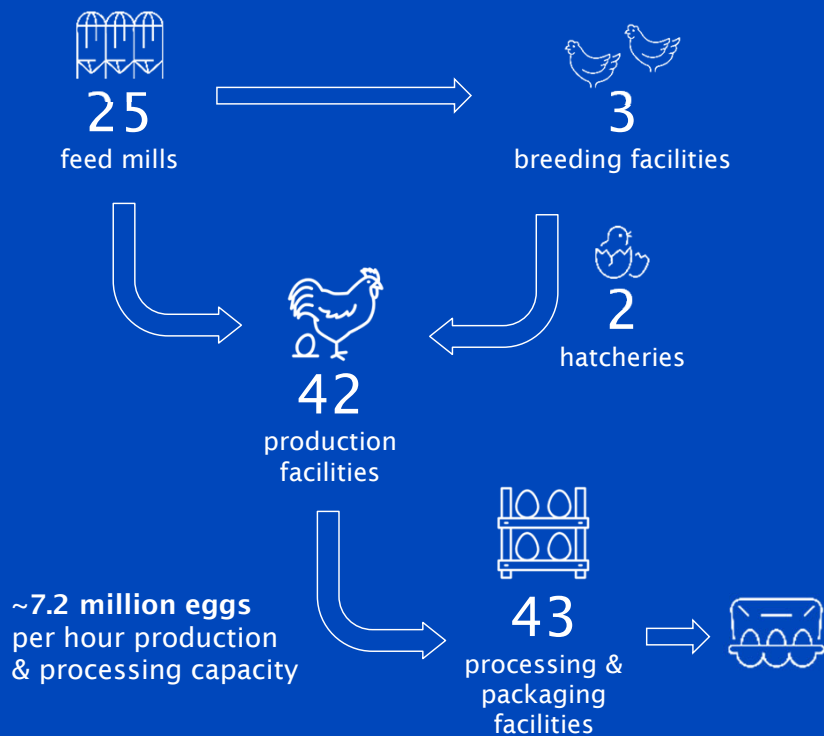 25
feed mills
3
breeding facilities
2
hatcheries
42
production
facilities
~7.2 million eggs
per hour production
& processing capacity
43
processing &
packaging
facilities